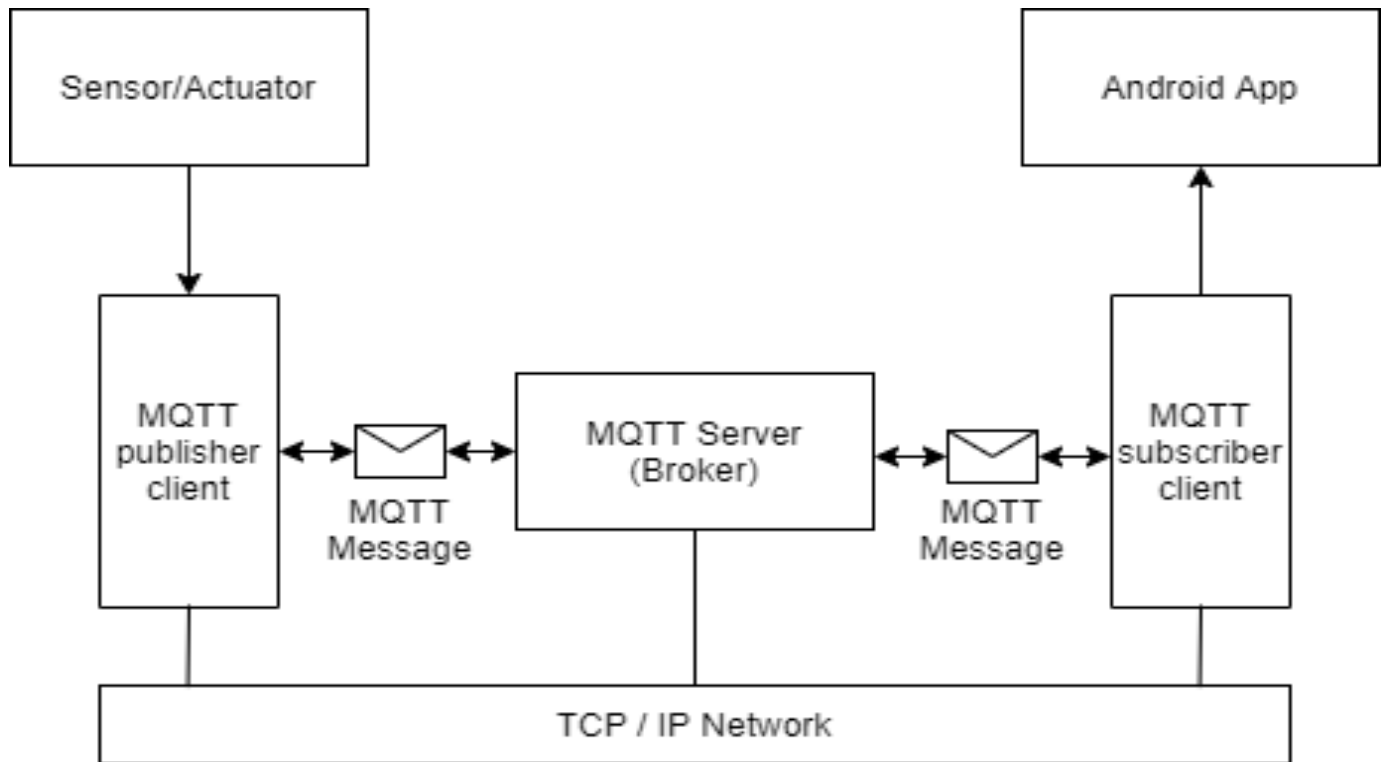 Sensor/Actuator
Android App
MQTT
publisher
client
MQTT
Message
MQTT Server
(Broker)
MQTT
Message
MQTT
subscriber
client
TCP / IP Network